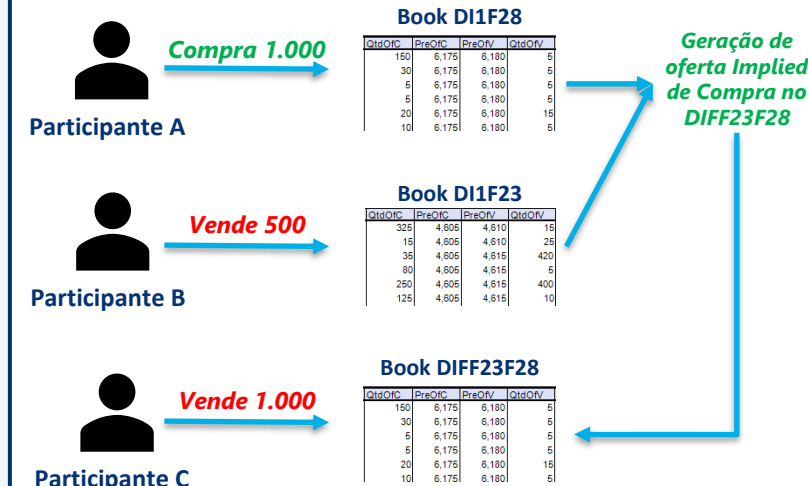 Book DI1F28
Compra 1.000
Participante A
QtdOfC PreOfC PreOfV QtdOfV
150 6,175 6,180 5
30 6,175 6,180 5
5 6,175 6,180 5
5 6,175 6,180 5
20 6,175 6,180 15
10 6,175 6,180 5
Geração de
oferta Implied
de Compra no
DIFF23F28
Book DI1F23
Vende 500
Participante B
QtdOfC PreOfC PreOfV QtdOfV
325 4,605 4,610 15
15 4,605 4,610 25
35 4,605 4,615 420
80 4,605 4,615 5
250 4,605 4,615 400
125 4,605 4,615 10
Book DIFF23F28
Vende 1.000
Participante C
QtdOfC PreOfC PreOfV QtdOfV
150 6,175 6,180 5
30 6,175 6,180 5
5 6,175 6,180 5
5 6,175 6,180 5
20 6,175 6,180 15
10 6,175 6,180 5